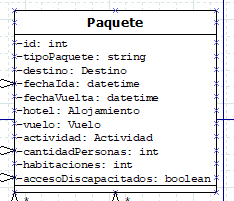 Paquete
-id: int
-tipoPaquete: string
-destino: Destino
-fechaIda: datetime
-fechaVuelta: datetime
-hotel: Alojamiento
-vuelo: Vuelo
-actividad: Actividad
-cantidadPersonas: int
-habitaciones: int
-accesoDiscapacitados: boolean
* *